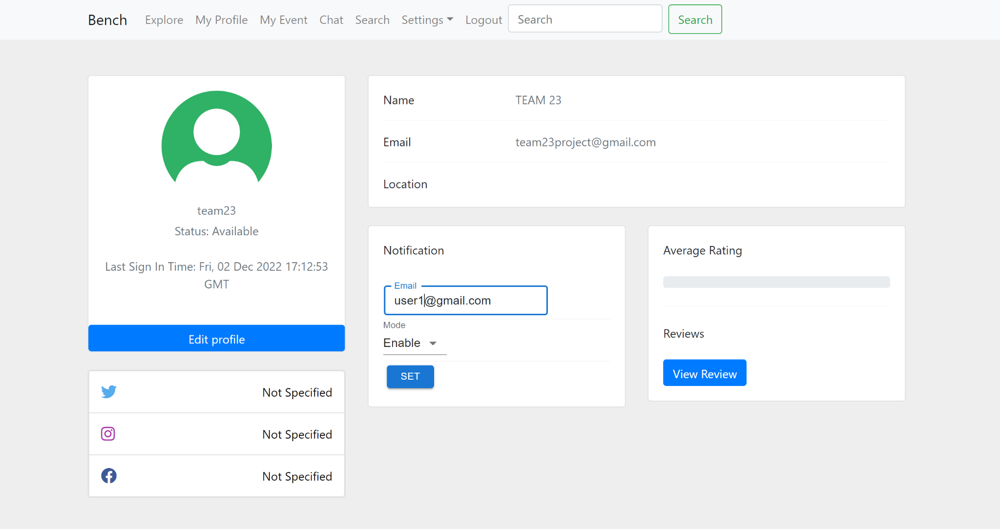 Bench Explore My Profile My Event Chat Search Settings Logout Search Search
team23
Status: Available
Last Sign In Time: Fri, 02 Dec 2022 17:12:53
GMT
Edit profile
Not Specified
Not Specified
Not Specified
Name TEAM 23
Email team23project@gmail.com
Location
Notification
Email
user1@gmail.com
Mode
Enable
SET
Average Rating
Reviews
View Review